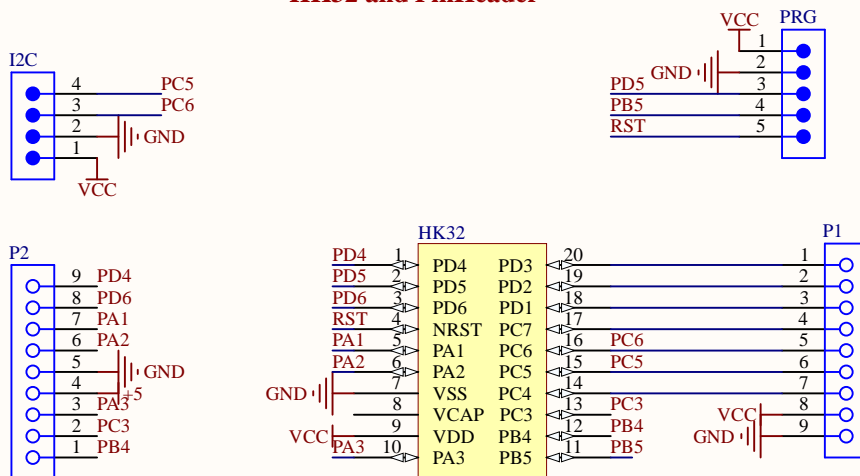 PRG
VCC
1
GND
2
PD5
3
PB5
4
RST
5
I2C
4 PC5
3 PC6
2 GND
1
VCC
P2
9 PD4
8 PD6
7 PA1
6 PA2
5 GND
4 +5
3 PA3
2 PC3
1 PB4
HK32
PD4 1 PD4 PD3 20
PD5 2 PD5 PD2 19
PD6 3 PD6 PD1 18
RST 4 NRST PC7 17
PA1 5 PA1 PC6 16 PC6
PA2 6 PA2 PC5 15 PC5
GND 7 VSS PC4 14
8 VCAP PC3 13 PC3
VCC 9 VDD PB4 12 PB4
PA3 10 PA3 PB5 11 PB5
P1
1
2
3
4
5
6
7
VCC 8
GND 9